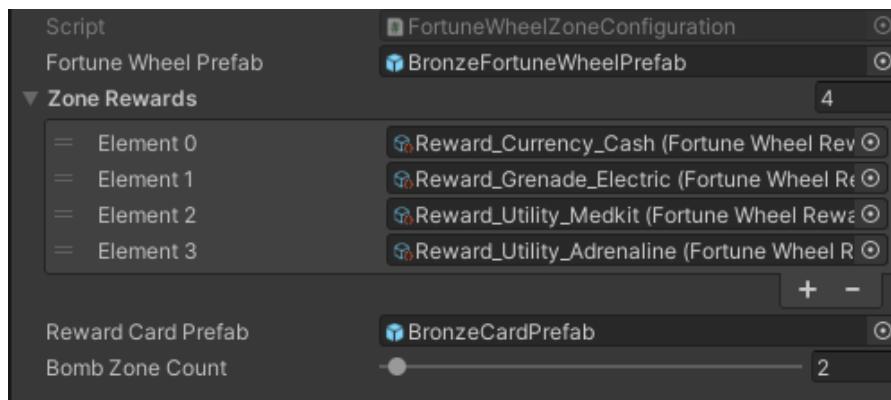 Script FortuneWheelZoneConfiguration
Fortune Wheel Prefab BronzeFortuneWheelPrefab
Zone Rewards 4
Element 0 Reward_Currency_Cash (Fortune Wheel Rew
Element 1 Reward_Grenade_Electric (Fortune Wheel Re
Element 2 Reward_Utility_Medkit (Fortune Wheel Rewa
Element 3 Reward_Utility_Adrenaline (Fortune Wheel R
+ −
Reward Card Prefab BronzeCardPrefab
Bomb Zone Count 2